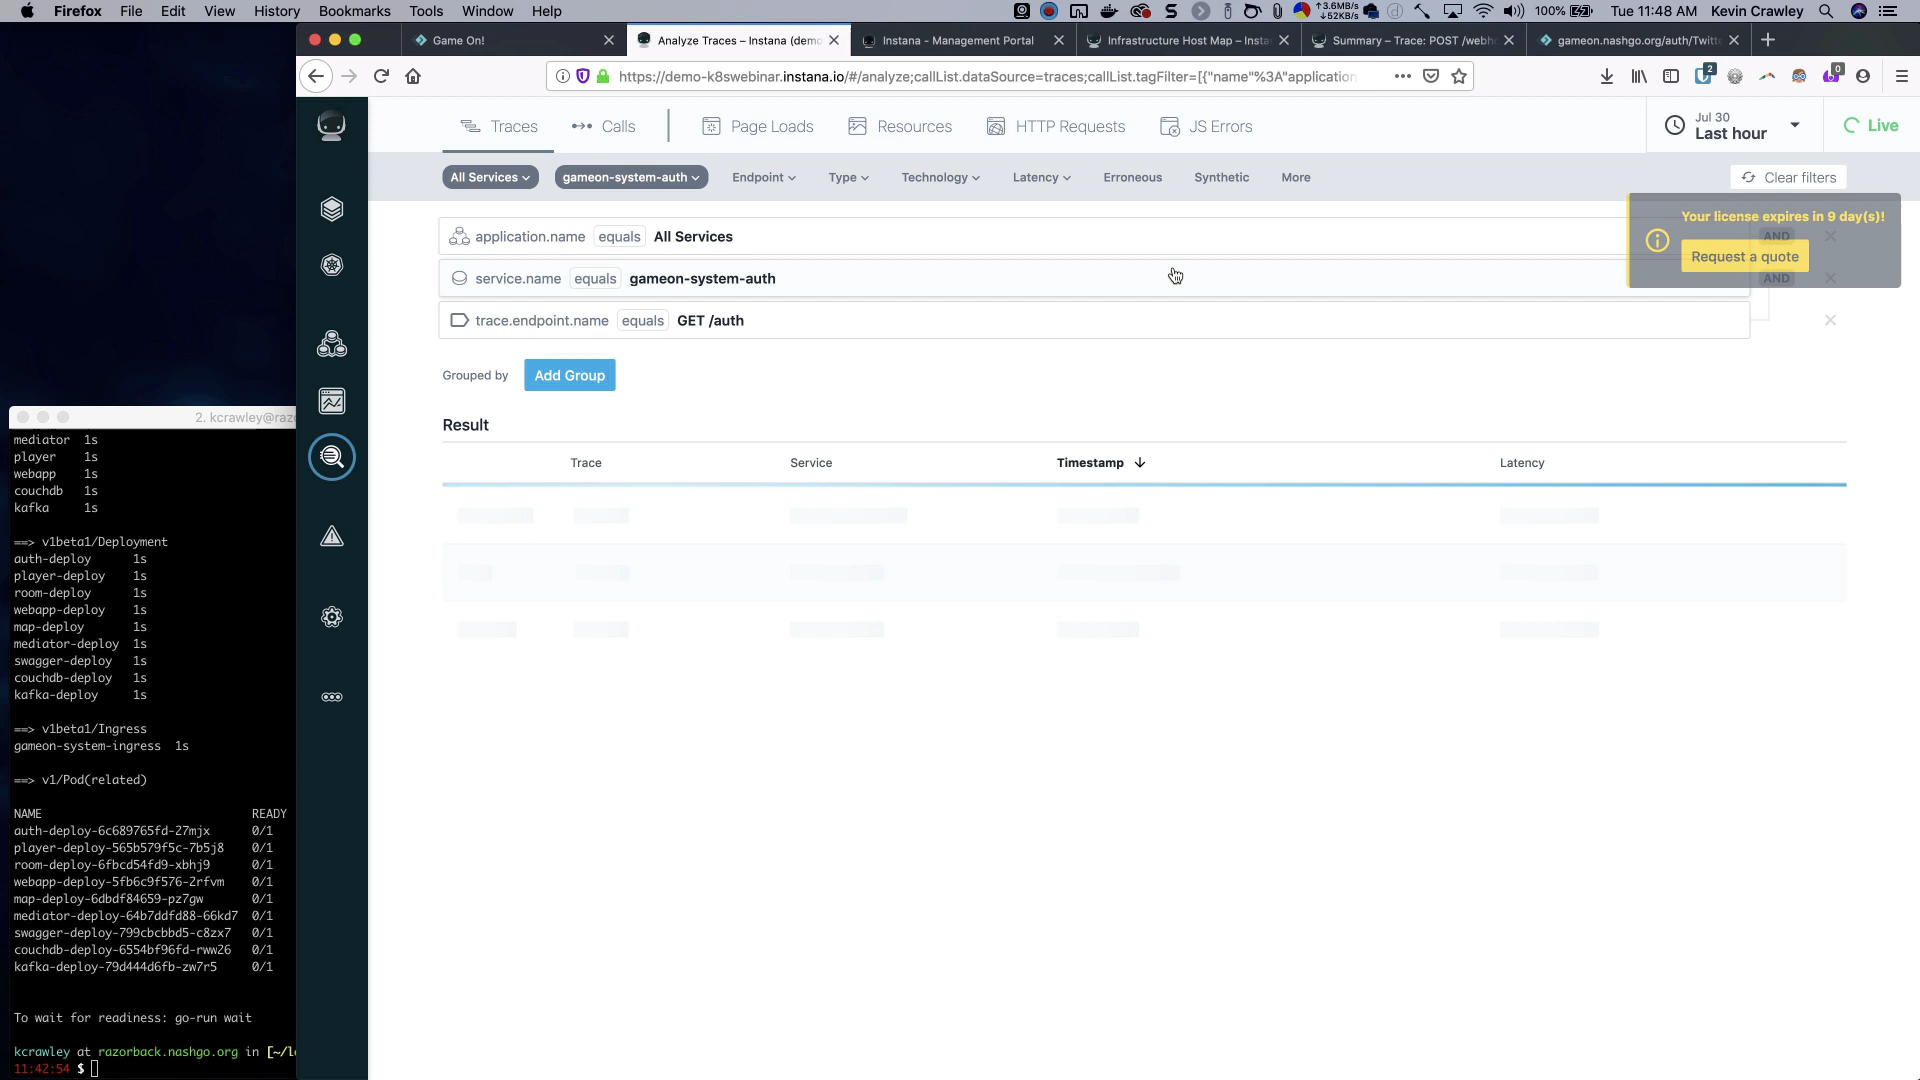 Firefox File Edit View History Bookmarks Tools Window Help
3.6MB/s
52KB/s
100% Tue 11:48 AM Kevin Crawley
Game On!
Analyze Traces – Instana (demo
Instana - Management Portal
Infrastructure Host Map – Insta
Summary – Trace: POST /webh
gameon.nashgo.org/auth/Twitt
https://demo-k8swebinar.instana.io/#/analyze;callList.dataSource=traces;callList.tagFilter=[{"name"%3A"application
2
0
Traces Calls Page Loads Resources HTTP Requests JS Errors
Jul 30
Last hour
Live
All Services gameon-system-auth Endpoint Type Technology Latency Erroneous Synthetic More
Clear filters
Your license expires in 9 day(s)!
Request a quote
application.name equals All Services
AND
service.name equals gameon-system-auth
AND
trace.endpoint.name equals GET /auth
Grouped by Add Group
Result
Trace Service Timestamp Latency
2. kcrawley@raz
mediator 1s
player 1s
webapp 1s
couchdb 1s
kafka 1s
==> v1beta1/Deployment
auth-deploy 1s
player-deploy 1s
room-deploy 1s
webapp-deploy 1s
map-deploy 1s
mediator-deploy 1s
swagger-deploy 1s
couchdb-deploy 1s
kafka-deploy 1s
==> v1beta1/Ingress
gameon-system-ingress 1s
==> v1/Pod(related)
NAME READY
auth-deploy-6c689765fd-27mjx 0/1
player-deploy-565b579f5c-7b5j8 0/1
room-deploy-6fbcd54fd9-xbhj9 0/1
webapp-deploy-5fb6c9f576-2rfvm 0/1
map-deploy-6dbdf84659-pz7gw 0/1
mediator-deploy-64b7ddfd88-66kd7 0/1
swagger-deploy-799cbcbbd5-c8zx7 0/1
couchdb-deploy-6554bf96fd-rww26 0/1
kafka-deploy-79d444d6fb-zw7r5 0/1
To wait for readiness: go-run wait
kcrawley at razorback.nashgo.org in [~/l
11:42:54 $